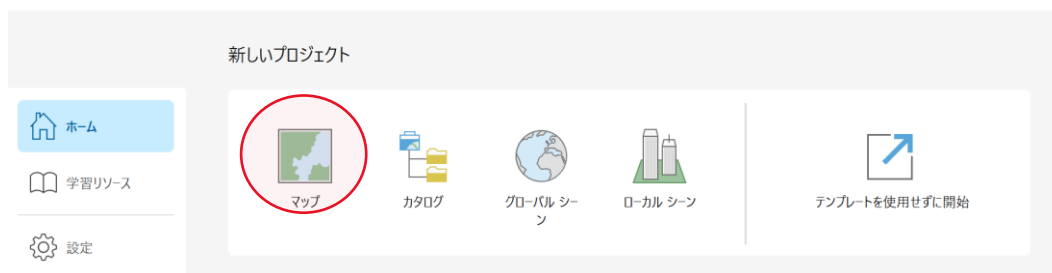 新しいプロジェクト
ホーム
学習リソース
設定
マップ
カタログ
グローバル シー
ン
ローカル シーン
テンプレートを使用せずに開始